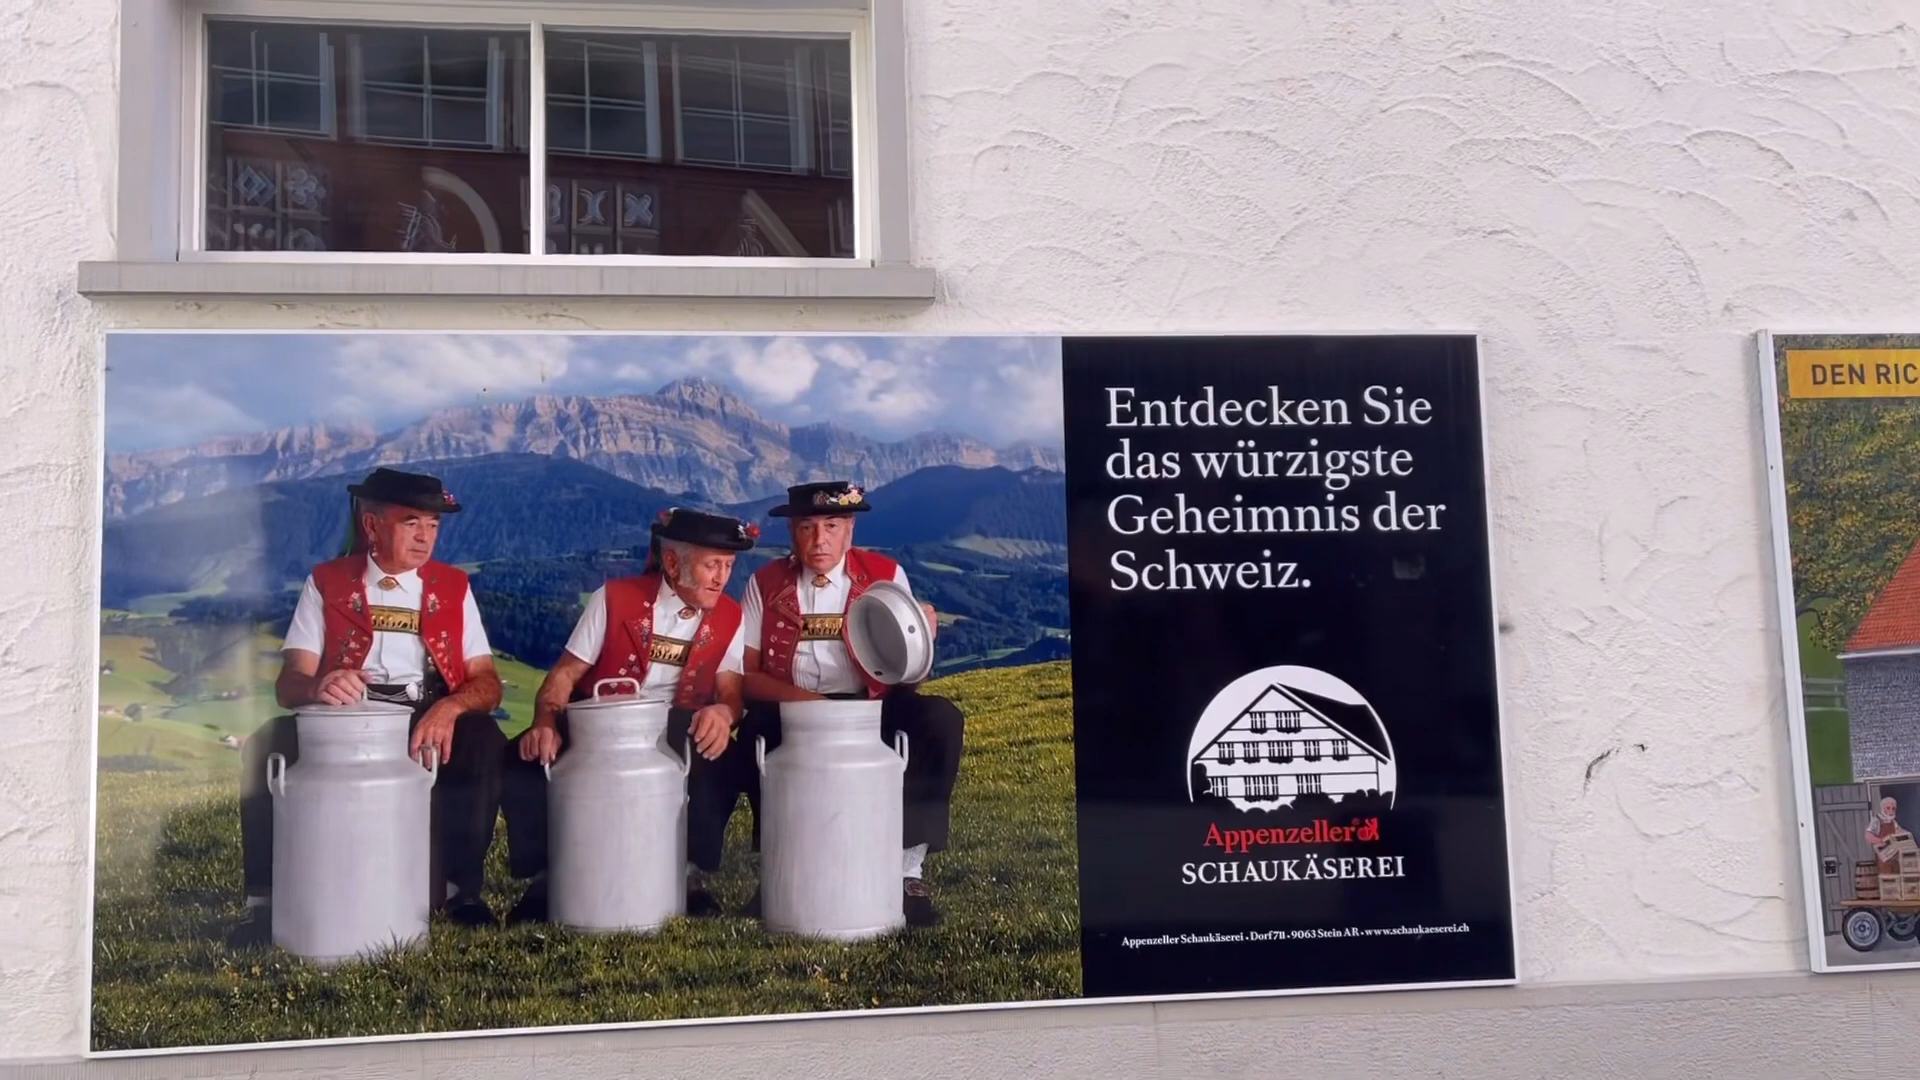 Entdecken Sie
das würzigste
Geheimnis der
Schweiz.
Appenzeller®
SCHAUKÄSEREI
Appenzeller Schaukäserei • Dorf 711 • 9063 Stein AR • www.schaukaeserei.ch
DEN RIC